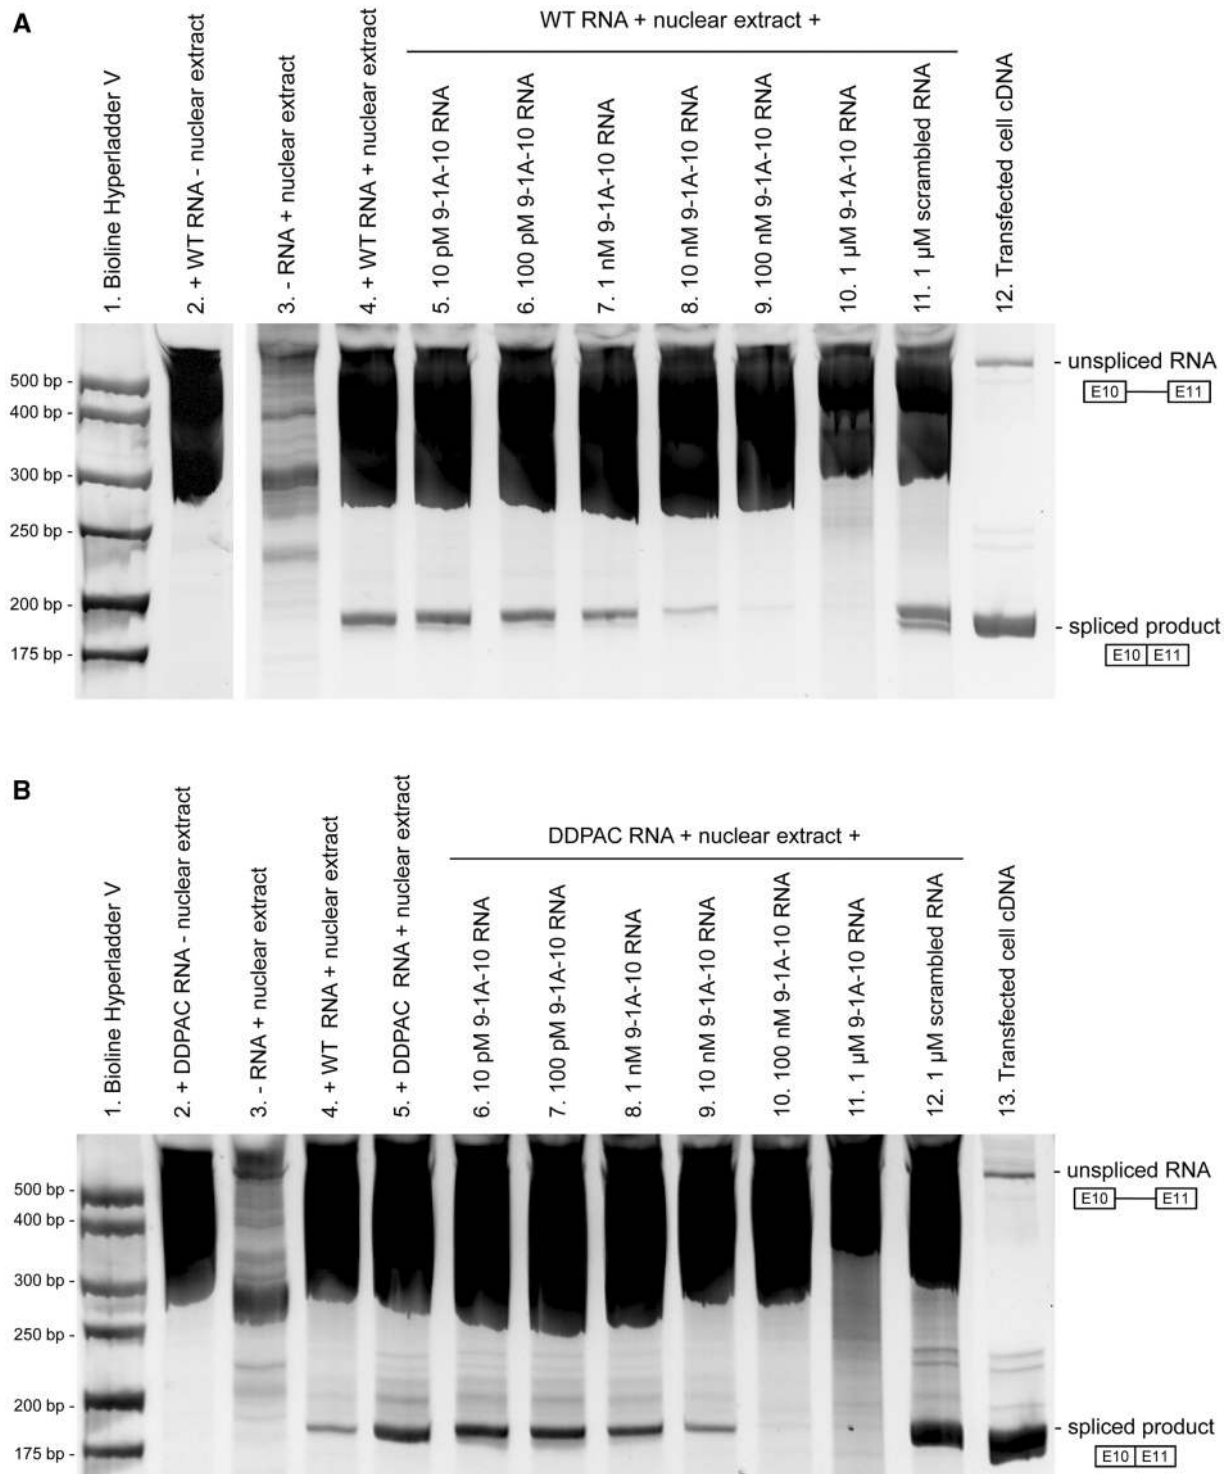 A
WT RNA + nuclear extract +
1. Bioline Hyperladder V
2. + WT RNA - nuclear extract
3. - RNA + nuclear extract
4. + WT RNA + nuclear extract
5. 10 pM 9-1A-10 RNA
6. 100 pM 9-1A-10 RNA
7. 1 nM 9-1A-10 RNA
8. 10 nM 9-1A-10 RNA
9. 100 nM 9-1A-10 RNA
10. 1 µM 9-1A-10 RNA
11. 1 µM scrambled RNA
12. Transfected cell cDNA
500 bp -
400 bp -
300 bp -
250 bp -
200 bp -
175 bp -
- unspliced RNA
E10 E11
- spliced product
E10 E11
B
DDPAC RNA + nuclear extract +
1. Bioline Hyperladder V
2. + DDPAC RNA - nuclear extract
3. - RNA + nuclear extract
4. + WT RNA + nuclear extract
5. + DDPAC RNA + nuclear extract
6. 10 pM 9-1A-10 RNA
7. 100 pM 9-1A-10 RNA
8. 1 nM 9-1A-10 RNA
9. 10 nM 9-1A-10 RNA
10. 100 nM 9-1A-10 RNA
11. 1 µM 9-1A-10 RNA
12. 1 µM scrambled RNA
13. Transfected cell cDNA
500 bp -
400 bp -
300 bp -
250 bp -
200 bp -
175 bp -
- unspliced RNA
E10 E11
- spliced product
E10 E11